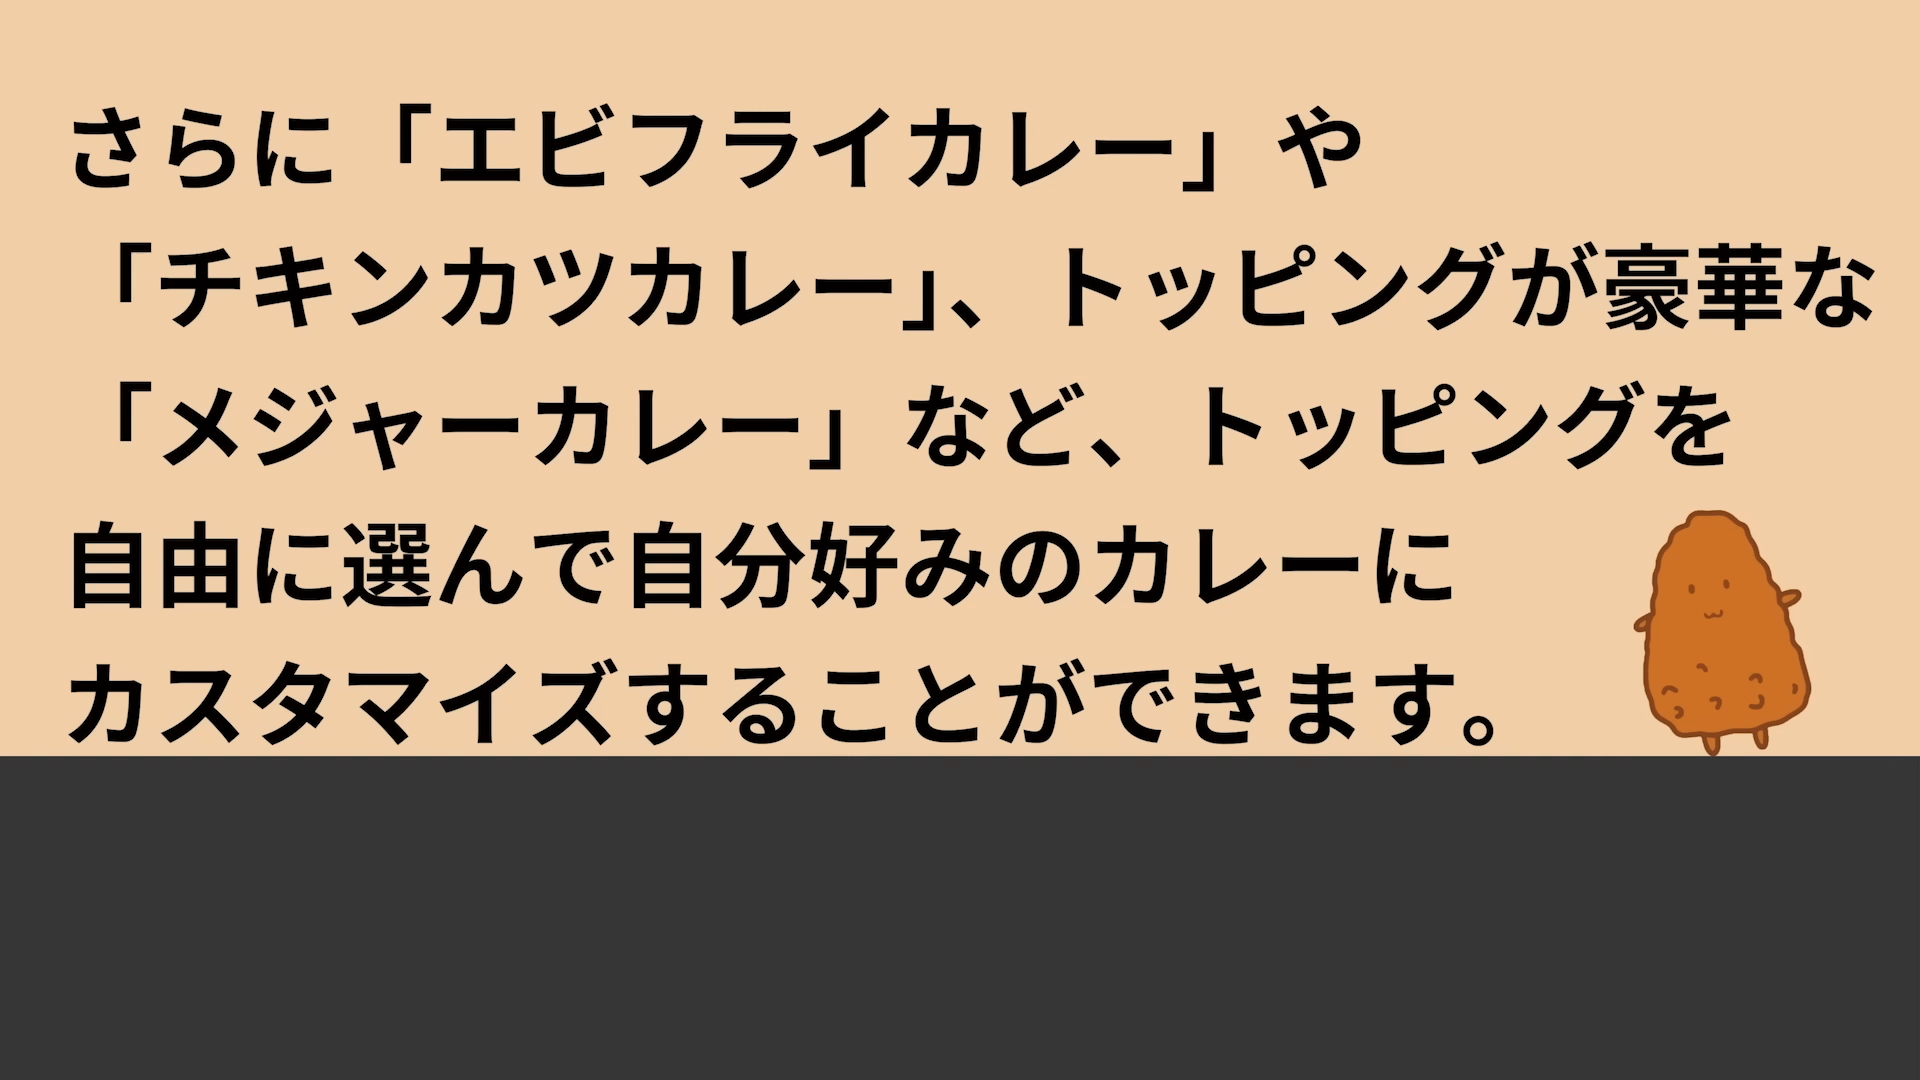 さらに「エビフライカレー」や
「チキンカツカレー」、トッピングが豪華な
「メジャーカレー」など、トッピングを
自由に選んで自分好みのカレーに
カスタマイズすることができます。